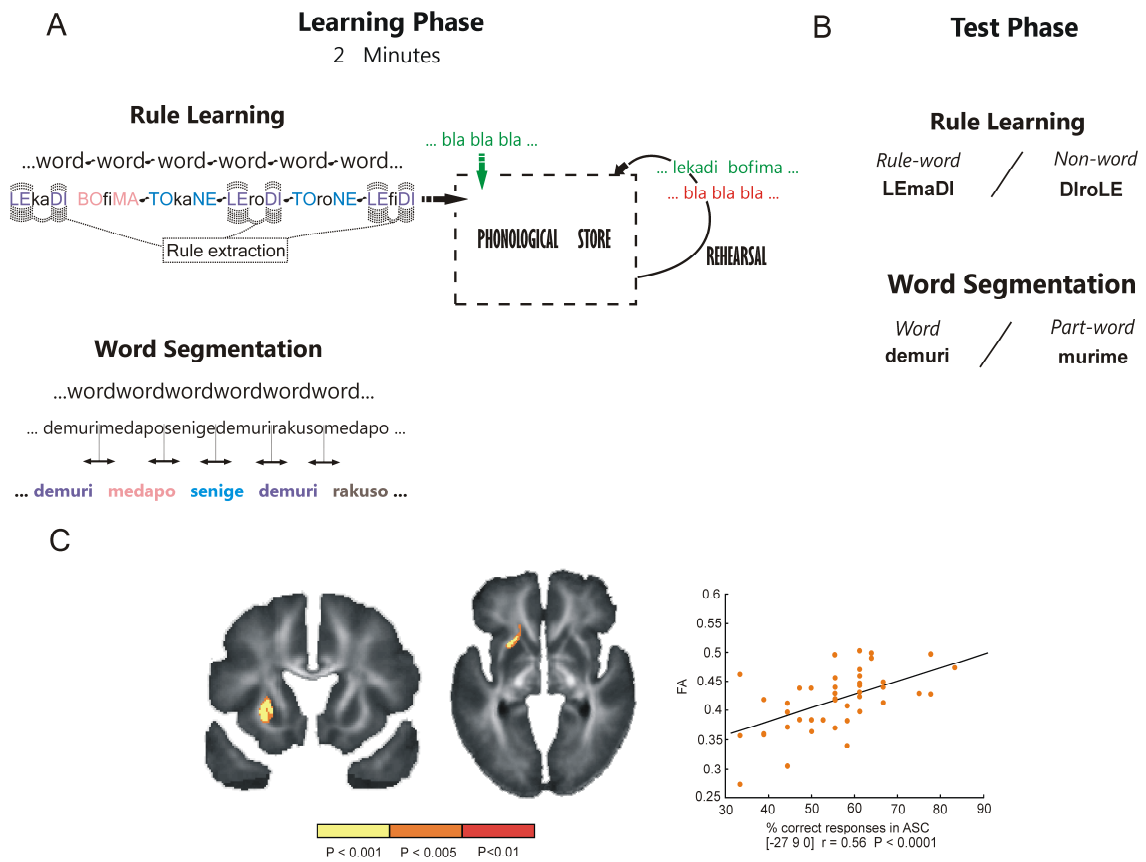 A
Learning Phase
2 Minutes
Rule Learning
...word-word-word-word-word-word...
LEkaDI BOfiMA-TOkaNE-LEroDI-TOroNE-LEfiDI
Rule extraction
... bla bla bla ...
... lekadi bofima ...
... bla bla bla ...
PHONOLOGICAL STORE
REHEARSAL
Word Segmentation
...wordwordwordwordwordword...
... demurimedaposenigedemurirakusomedapo ...
... demuri medapo senige demuri rakuso ...
B
Test Phase
Rule Learning
Rule-word / Non-word
LEmaDI DIroLE
Word Segmentation
Word / Part-word
demuri murime
C
P < 0.001 P < 0.005 P<0.01
0.6
0.55
0.5
0.45
0.4
0.35
0.3
0.25
FA
30 40 50 60 70 80 90
% correct responses in ASC
[-27 9 0] r = 0.56 P < 0.0001